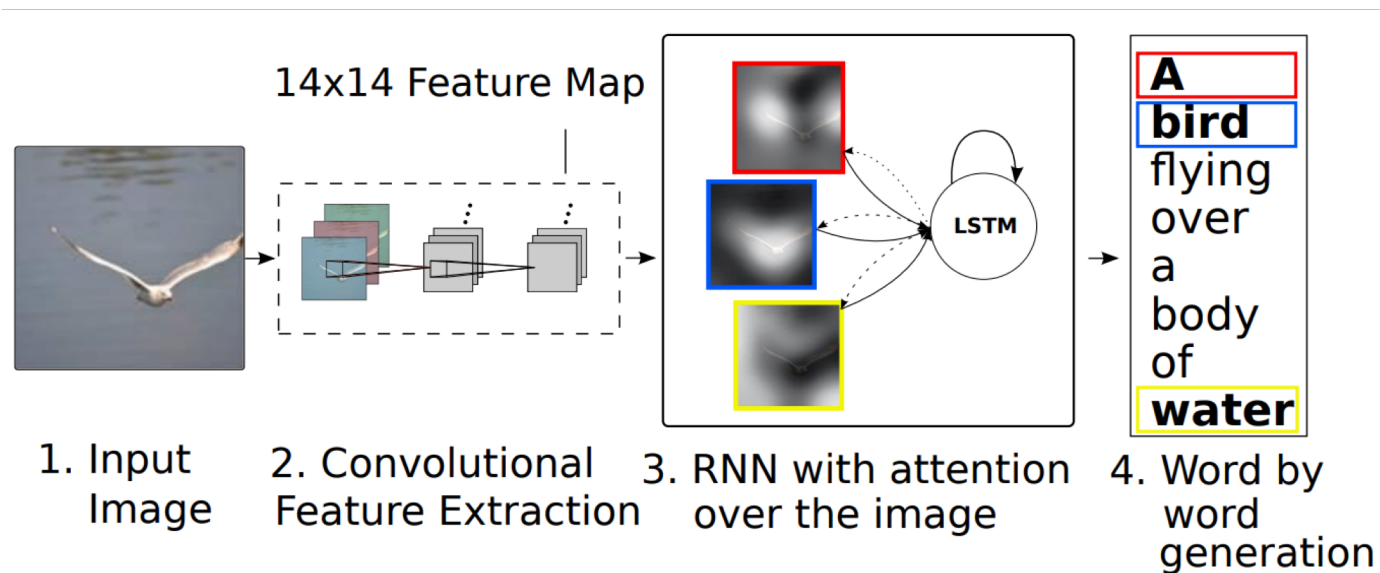 14x14 Feature Map
LSTM
A
bird
flying
over
a
body
of
water
1. Input
Image
2. Convolutional
Feature Extraction
3. RNN with attention
over the image
4. Word by
word
generation